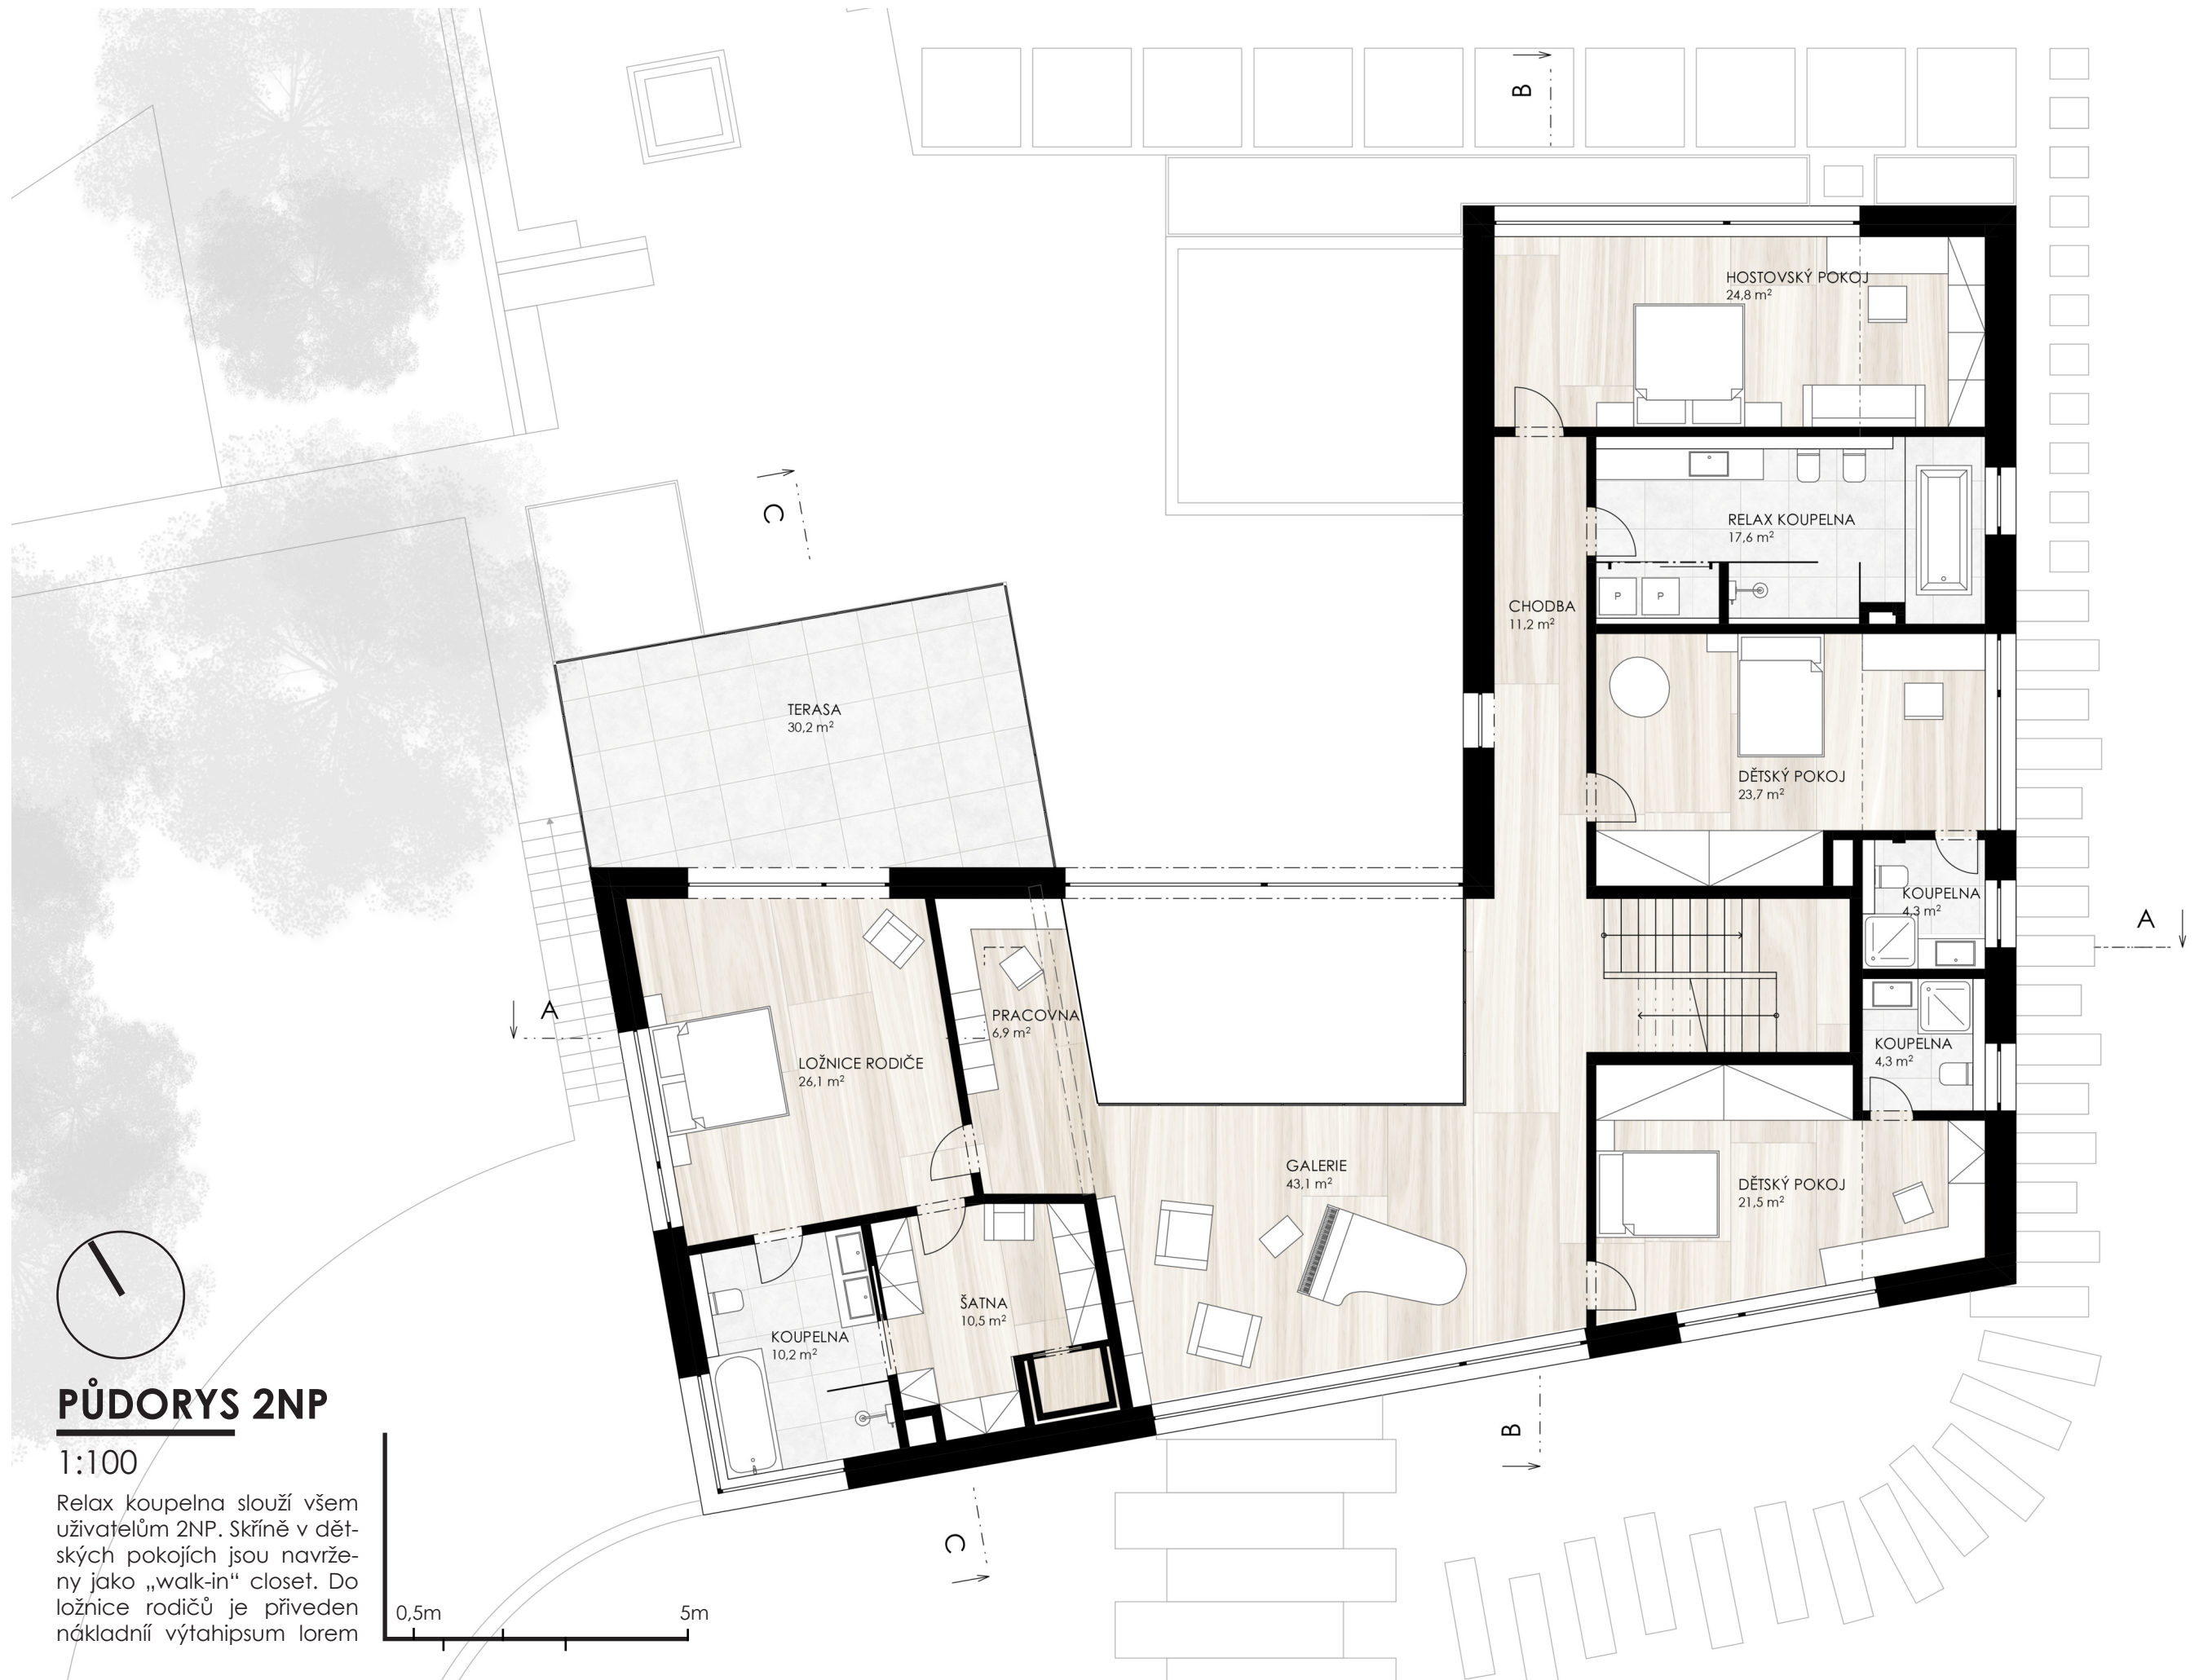 B
HOSTOVSKÝ POKOJ
24,8 m²
C
RELAX KOUPELNA
17,6 m²
P P
CHODBA
11,2 m²
TERASA
30,2 m²
DĚTSKÝ POKOJ
23,7 m²
KOUPELNA
4,3 m²
A
A
PRACOVNA
6,9 m²
LOŽNICE RODIČE
26,1 m²
KOUPELNA
4,3 m²
GALERIE
43,1 m²
DĚTSKÝ POKOJ
21,5 m²
ŠATNA
10,5 m²
KOUPELNA
10,2 m²
B
C
PŮDORYS 2NP
1:100
Relax koupelna slouží všem
uživatelům 2NP. Skříně v dět-
ských pokojích jsou navrže-
ny jako „walk-in“ closet. Do
ložnice rodičů je přiveden
nákladníí výtahipsum lorem
0,5m 5m